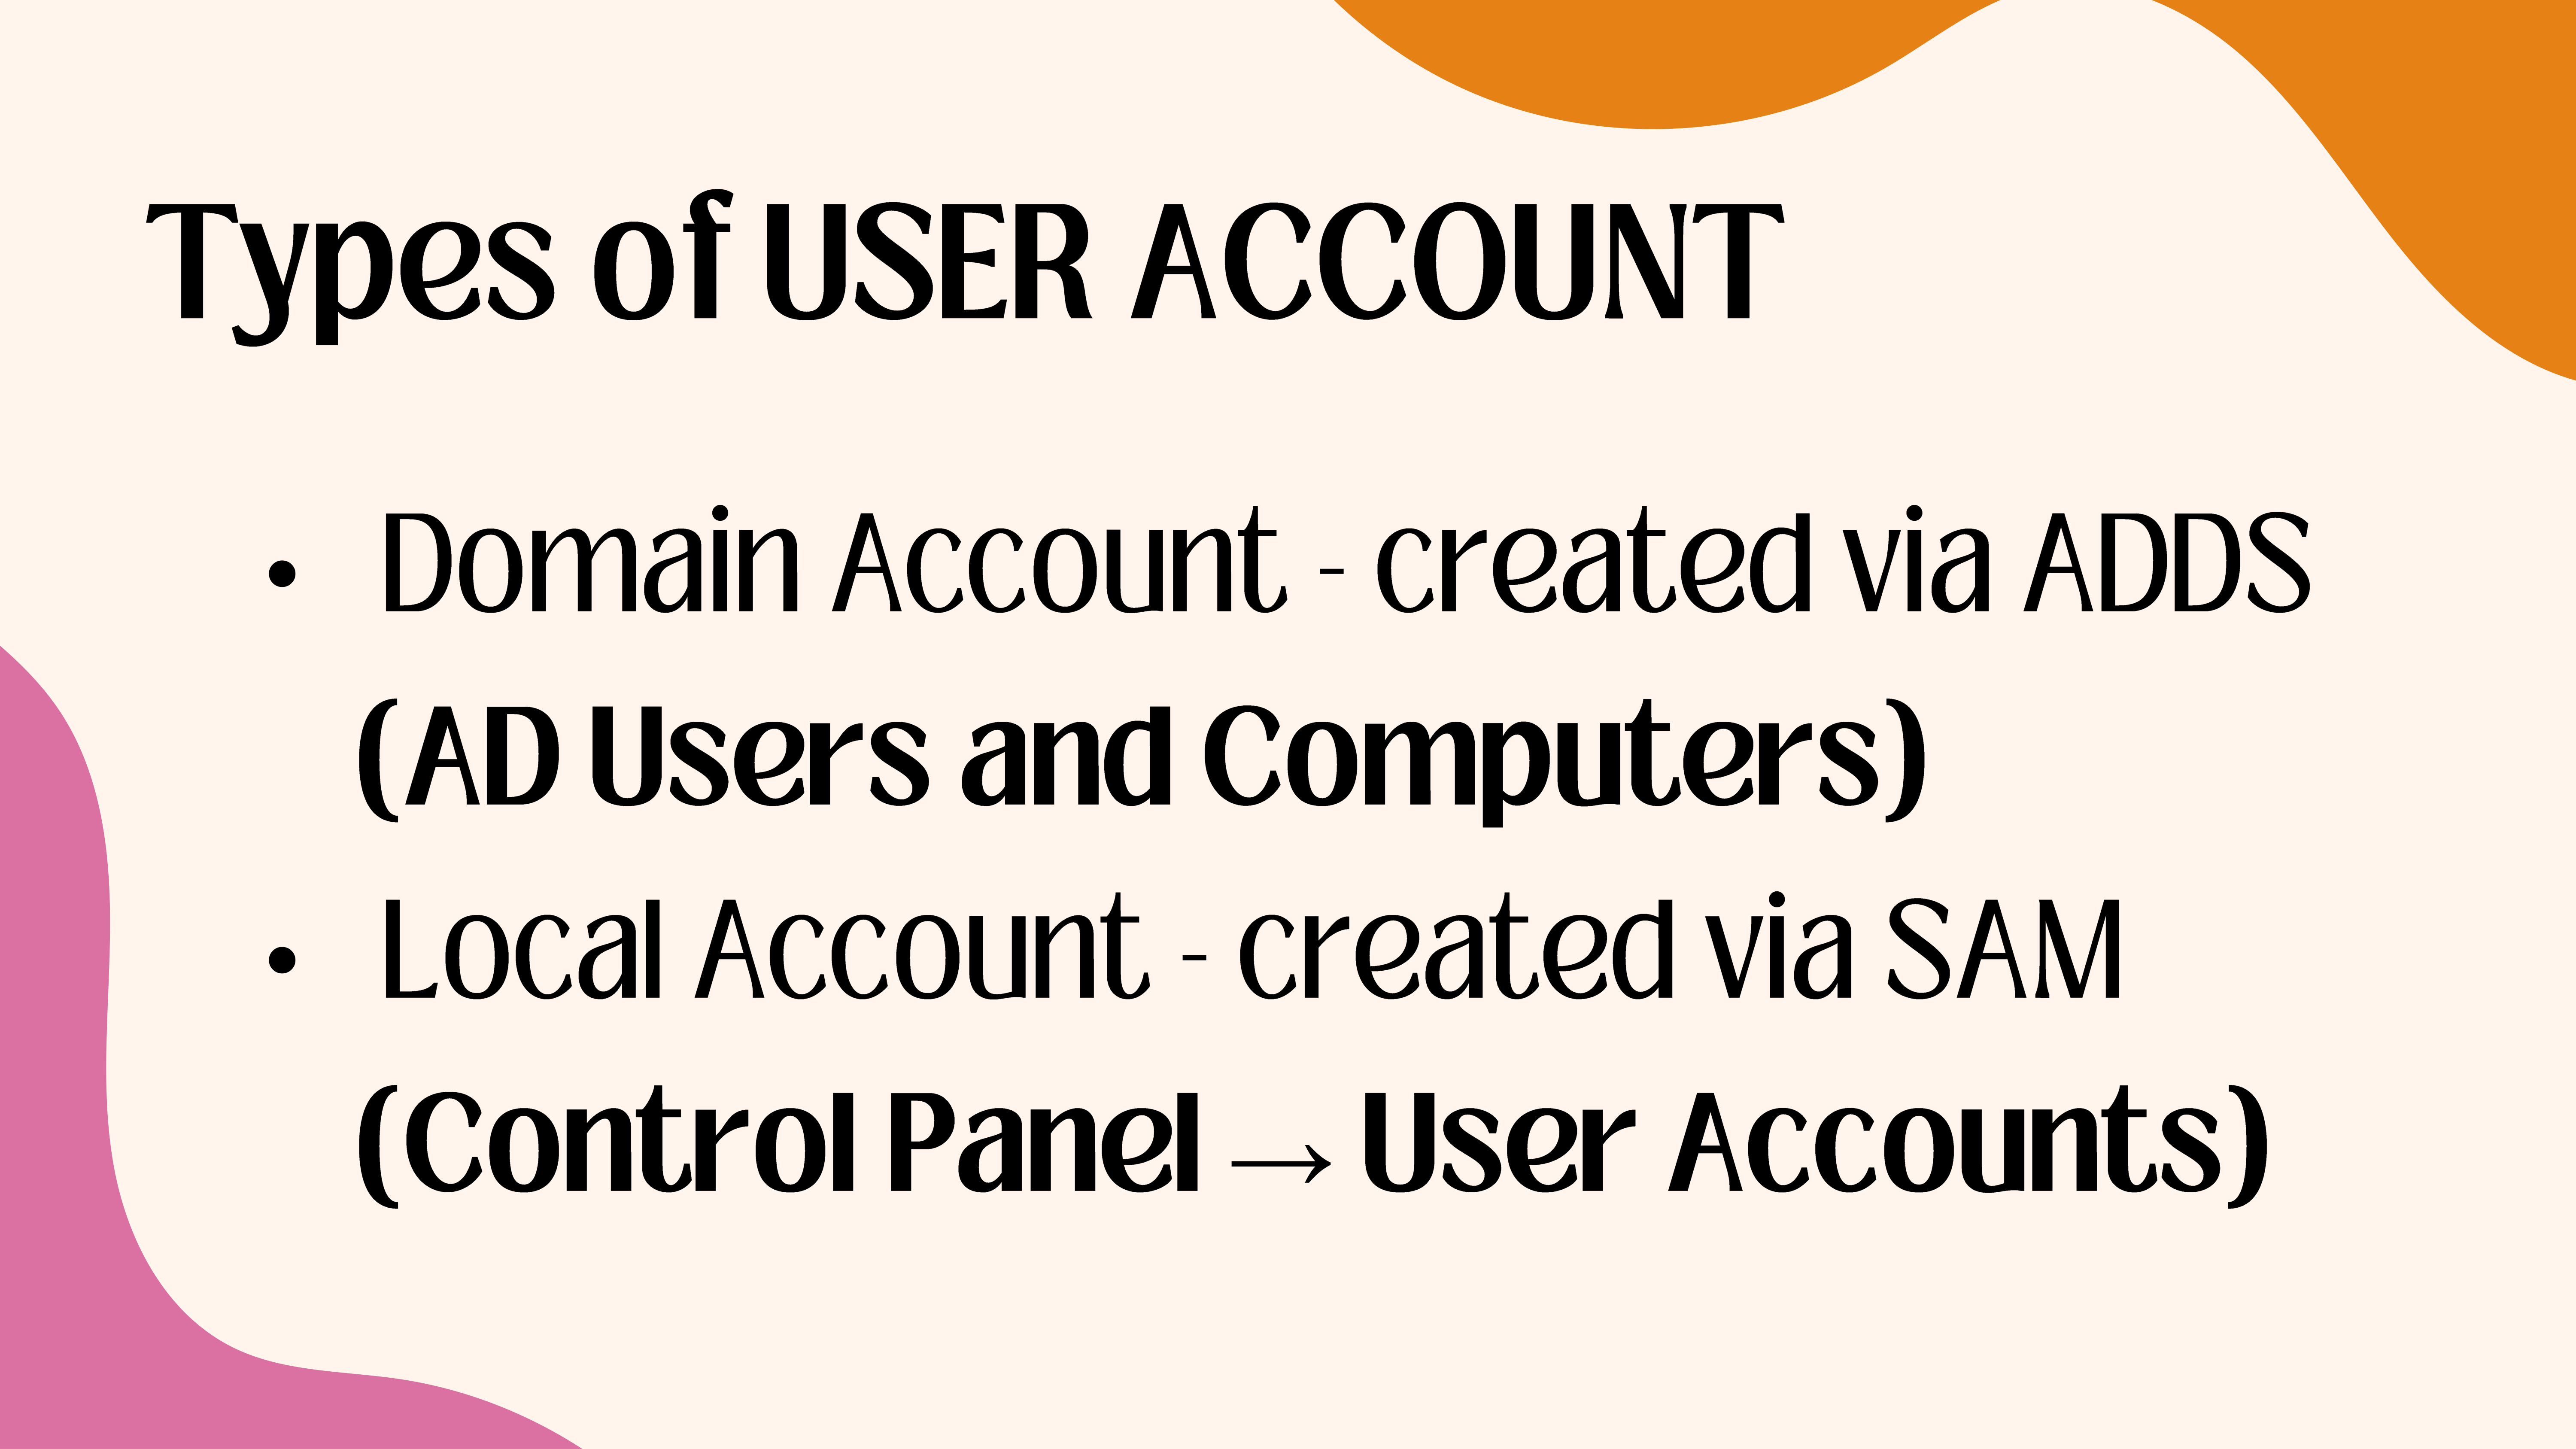 Types of USER ACCOUNT
• Domain Account - created via ADDS
(AD Users and Computers)
• Local Account - created via SAM
(Control Panel → User Accounts)